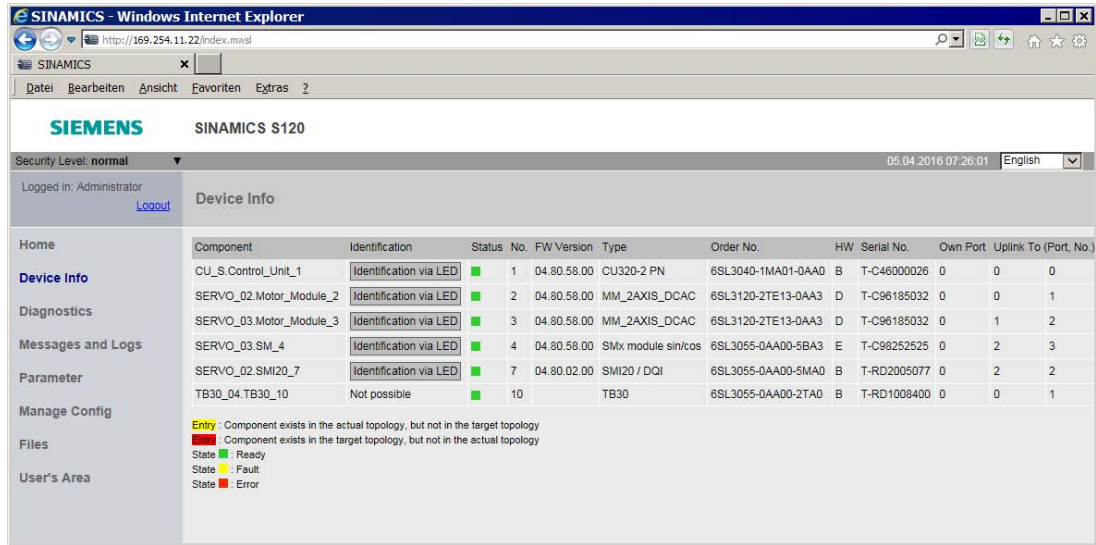 SINAMICS - Windows Internet Explorer
http://169.254.11.22/index.mwsl
SINAMICS
Datei Bearbeiten Ansicht Favoriten Extras ?
SIEMENS SINAMICS S120
Security Level: normal 05.04.2016 07:26:01 English
Logged in: Administrator
Logout
Device Info
Home
Device Info
Diagnostics
Messages and Logs
Parameter
Manage Config
Files
User's Area
Component Identification Status No. FW Version Type Order No. HW Serial No. Own Port Uplink To (Port, No.)
CU_S.Control_Unit_1 Identification via LED 1 04.80.58.00 CU320-2 PN 6SL3040-1MA01-0AA0 B T-C46000026 0 0 0
SERVO_02.Motor_Module_2 Identification via LED 2 04.80.58.00 MM_2AXIS_DCAC 6SL3120-2TE13-0AA3 D T-C96185032 0 0 1
SERVO_03.Motor_Module_3 Identification via LED 3 04.80.58.00 MM_2AXIS_DCAC 6SL3120-2TE13-0AA3 D T-C96185032 0 1 2
SERVO_03.SM_4 Identification via LED 4 04.80.58.00 SMx module sin/cos 6SL3055-0AA00-5BA3 E T-C98252525 0 2 3
SERVO_02.SMI20_7 Identification via LED 7 04.80.02.00 SMI20 / DQI 6SL3055-0AA00-5MA0 B T-RD2005077 0 2 2
TB30_04.TB30_10 Not possible 10 TB30 6SL3055-0AA00-2TA0 B T-RD1008400 0 0 1
Entry : Component exists in the actual topology, but not in the target topology
Entry : Component exists in the target topology, but not in the actual topology
State : Ready
State : Fault
State : Error